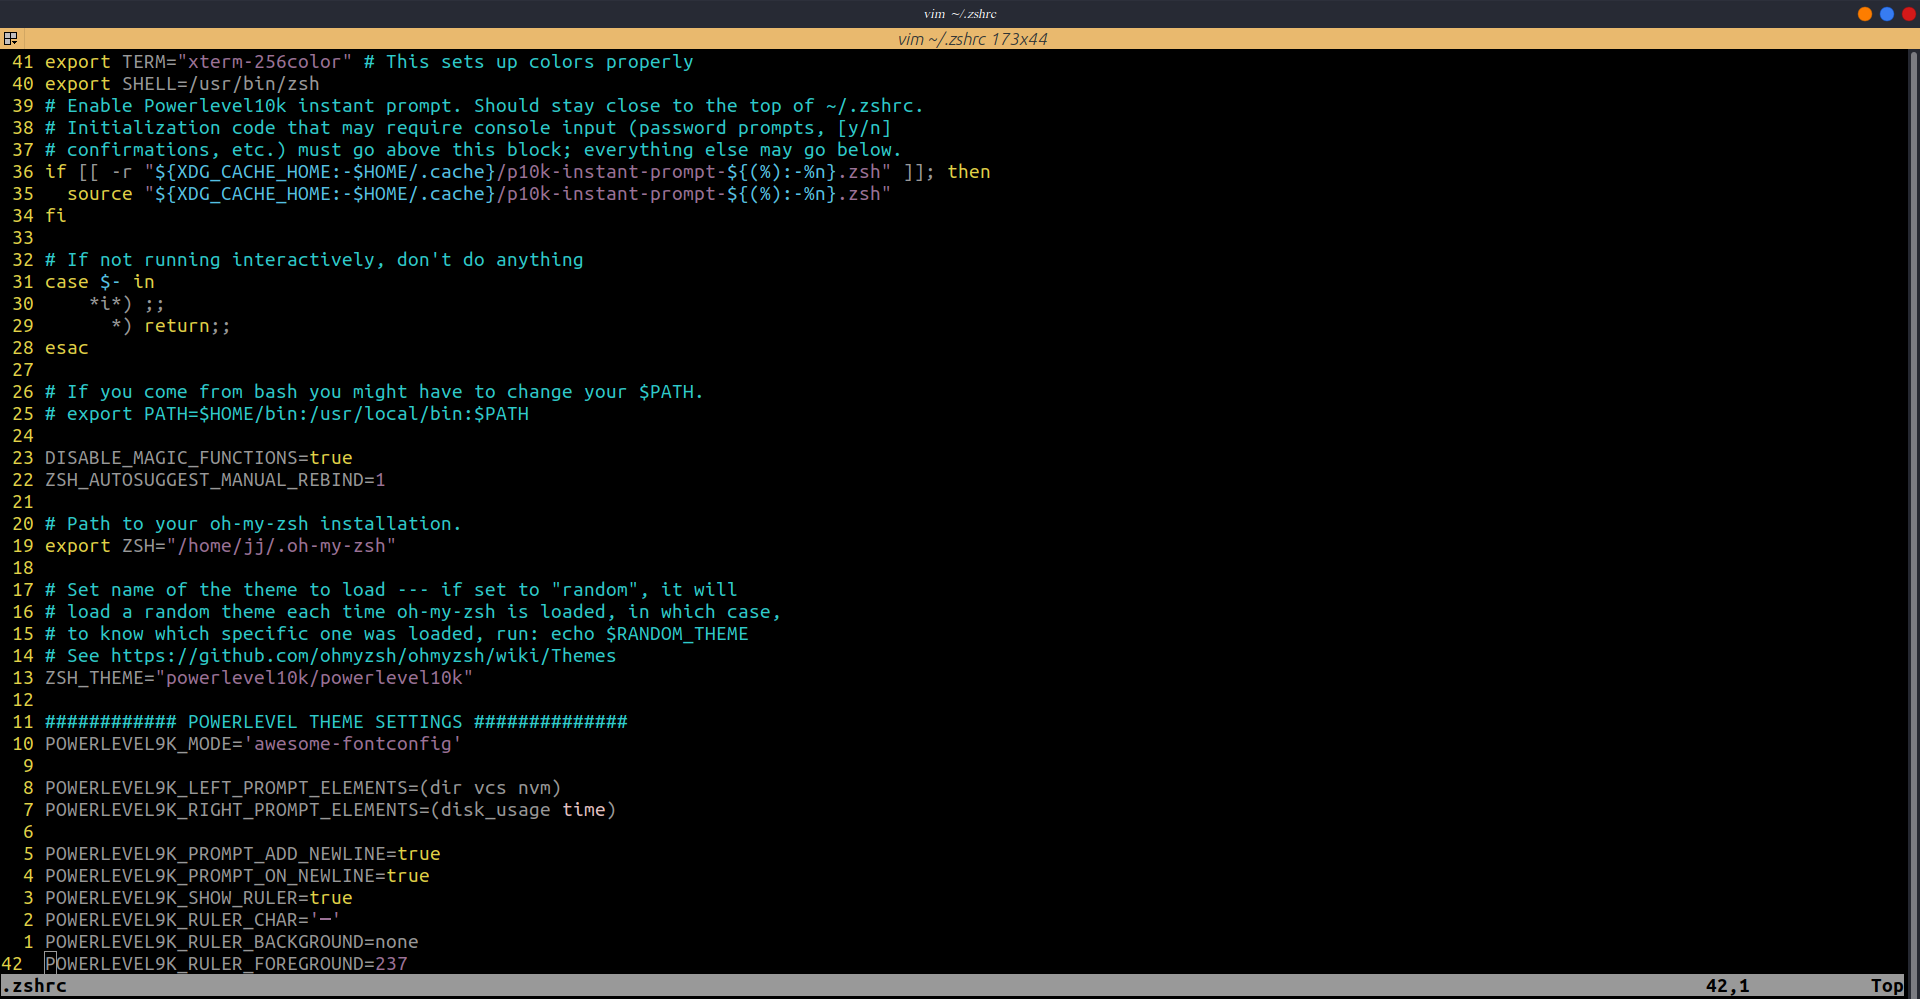 vim ~/.zshrc
vim ~/.zshrc 173x44
41 export TERM="xterm-256color" # This sets up colors properly
40 export SHELL=/usr/bin/zsh
39 # Enable Powerlevel10k instant prompt. Should stay close to the top of ~/.zshrc.
38 # Initialization code that may require console input (password prompts, [y/n]
37 # confirmations, etc.) must go above this block; everything else may go below.
36 if [[ -r "${XDG_CACHE_HOME:-$HOME/.cache}/p10k-instant-prompt-${(%):-%n}.zsh" ]]; then
35   source "${XDG_CACHE_HOME:-$HOME/.cache}/p10k-instant-prompt-${(%):-%n}.zsh"
34 fi
33
32 # If not running interactively, don't do anything
31 case $- in
30     *i*) ;;
29       *) return;;
28 esac
27
26 # If you come from bash you might have to change your $PATH.
25 # export PATH=$HOME/bin:/usr/local/bin:$PATH
24
23 DISABLE_MAGIC_FUNCTIONS=true
22 ZSH_AUTOSUGGEST_MANUAL_REBIND=1
21
20 # Path to your oh-my-zsh installation.
19 export ZSH="/home/jj/.oh-my-zsh"
18
17 # Set name of the theme to load --- if set to "random", it will
16 # load a random theme each time oh-my-zsh is loaded, in which case,
15 # to know which specific one was loaded, run: echo $RANDOM_THEME
14 # See https://github.com/ohmyzsh/ohmyzsh/wiki/Themes
13 ZSH_THEME="powerlevel10k/powerlevel10k"
12
11 ############ POWERLEVEL THEME SETTINGS ##############
10 POWERLEVEL9K_MODE='awesome-fontconfig'
9
8 POWERLEVEL9K_LEFT_PROMPT_ELEMENTS=(dir vcs nvm)
7 POWERLEVEL9K_RIGHT_PROMPT_ELEMENTS=(disk_usage time)
6
5 POWERLEVEL9K_PROMPT_ADD_NEWLINE=true
4 POWERLEVEL9K_PROMPT_ON_NEWLINE=true
3 POWERLEVEL9K_SHOW_RULER=true
2 POWERLEVEL9K_RULER_CHAR='─'
1 POWERLEVEL9K_RULER_BACKGROUND=none
42 POWERLEVEL9K_RULER_FOREGROUND=237
.zshrc 42,1 Top